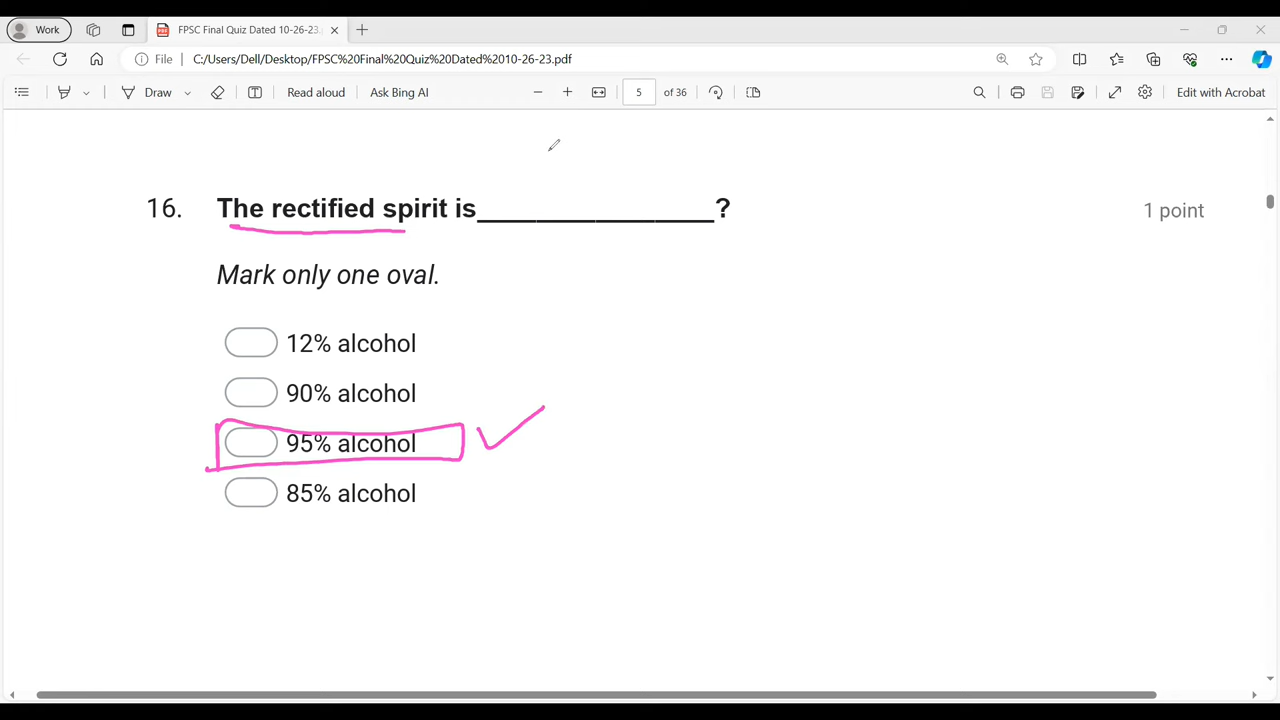 Work
FPSC Final Quiz Dated 10-26-23.
File C:/Users/Dell/Desktop/FPSC%20Final%20Quiz%20Dated%2010-26-23.pdf
Draw Read aloud Ask Bing AI 5 of 36 Edit with Acrobat
16. The rectified spirit is________________? 1 point
Mark only one oval.
12% alcohol
90% alcohol
95% alcohol
85% alcohol